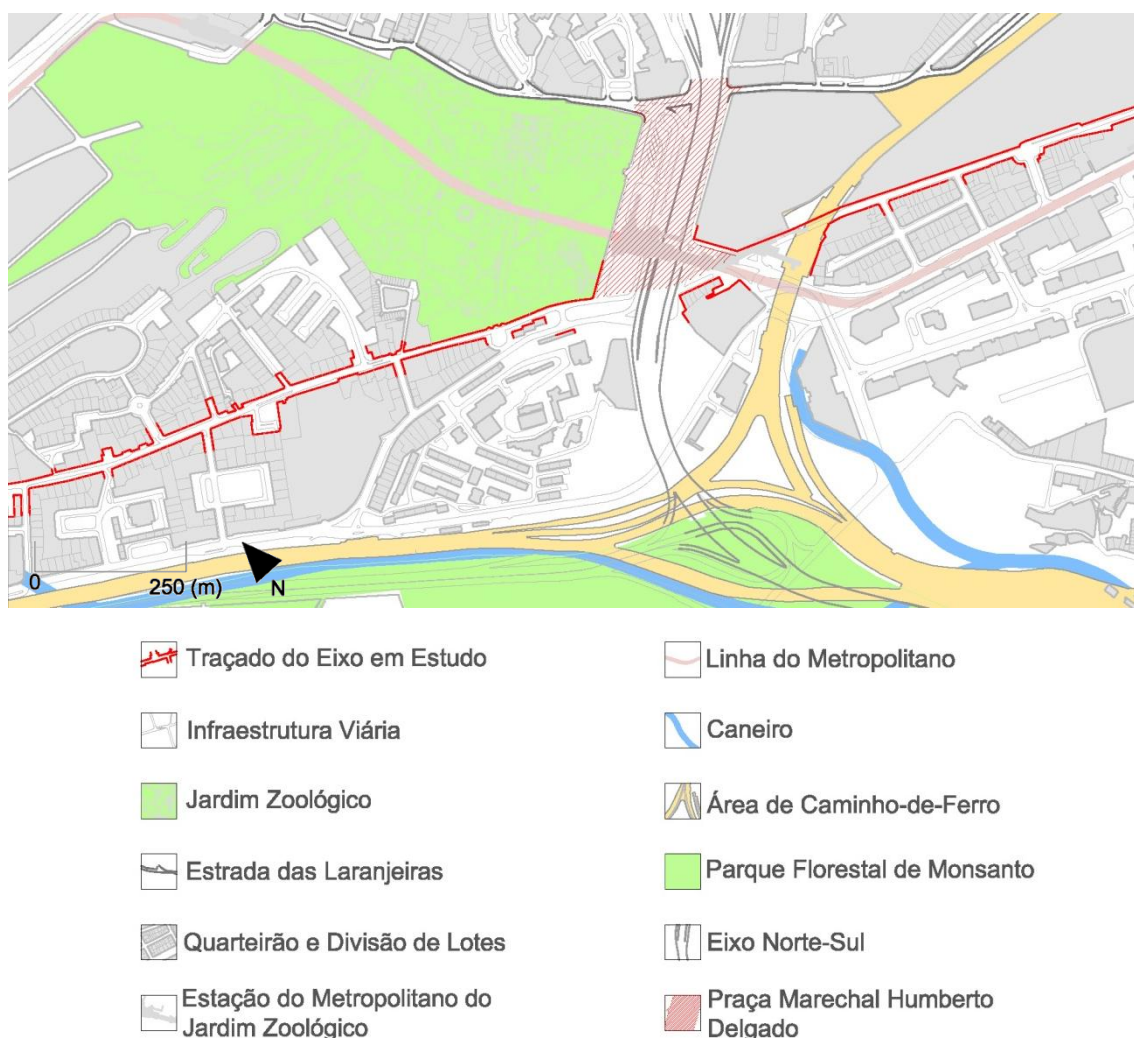 0
250 (m)
N
Traçado do Eixo em Estudo
Linha do Metropolitano
Infraestrutura Viária
Caneiro
Jardim Zoológico
Área de Caminho-de-Ferro
Estrada das Laranjeiras
Parque Florestal de Monsanto
Quarteirão e Divisão de Lotes
Eixo Norte-Sul
Estação do Metropolitano do
Jardim Zoológico
Praça Marechal Humberto
Delgado